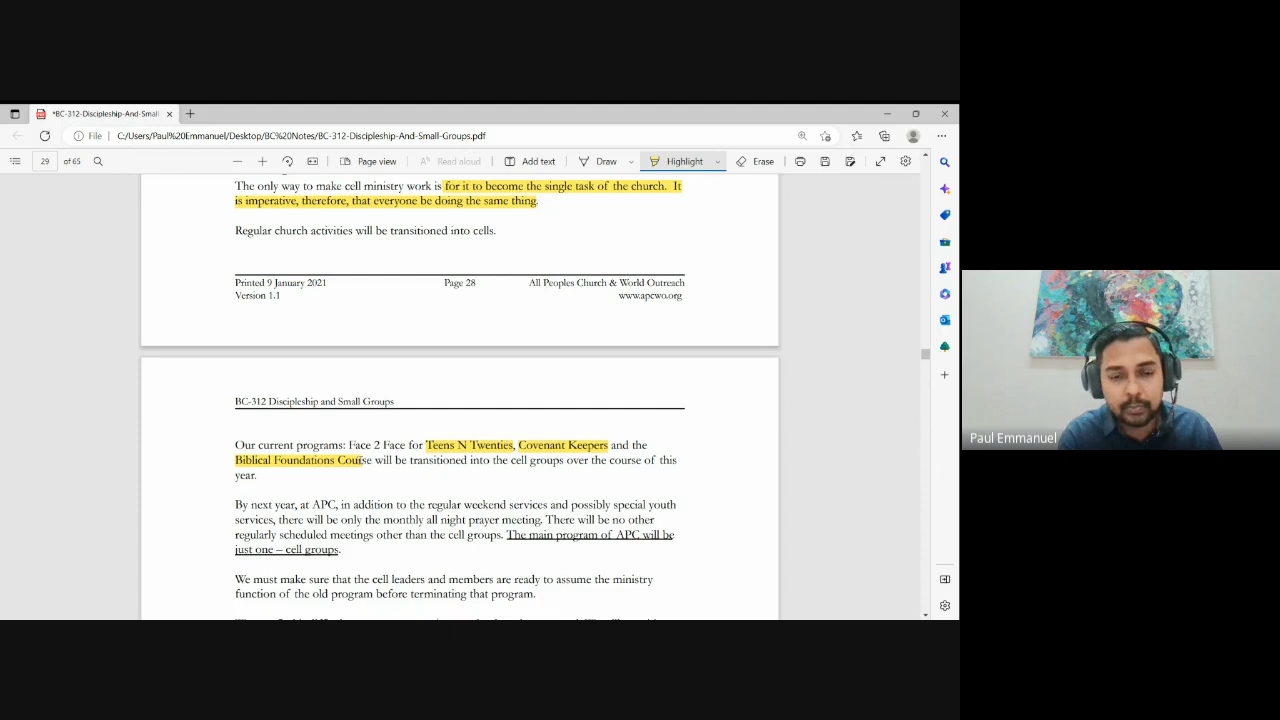 *BC-312-Discipleship-And-Small
File
C:/Users/Paul%20Emmanuel/Desktop/BC%20Notes/BC-312-Discipleship-And-Small-Groups.pdf
29 of 65
Page view
Read aloud
Add text
Draw
Highlight
Erase
The only way to make cell ministry work is for it to become the single task of the church. It
is imperative, therefore, that everyone be doing the same thing.
Regular church activities will be transitioned into cells.
Printed 9 January 2021 Page 28 All Peoples Church & World Outreach
Version 1.1 www.apcwo.org
BC-312 Discipleship and Small Groups
Our current programs: Face 2 Face for Teens N Twenties, Covenant Keepers and the
Biblical Foundations Course will be transitioned into the cell groups over the course of this
year.
By next year, at APC, in addition to the regular weekend services and possibly special youth
services, there will be only the monthly all night prayer meeting. There will be no other
regularly scheduled meetings other than the cell groups. The main program of APC will be
just one – cell groups.
We must make sure that the cell leaders and members are ready to assume the ministry
function of the old program before terminating that program.
Paul Emmanuel